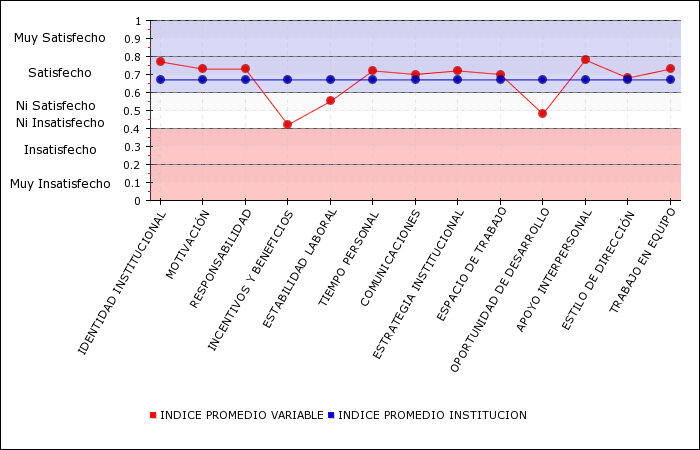 1
Muy Satisfecho
0.9
0.8
Satisfecho
0.7
0.6
Ni Satisfecho
0.5
Ni Insatisfecho
0.4
0.3
Insatisfecho
0.2
Muy Insatisfecho
0.1
0
IDENTIDAD INSTITUCIONAL
MOTIVACIÓN
RESPONSABILIDAD
INCENTIVOS Y BENEFICIOS
ESTABILIDAD LABORAL
TIEMPO PERSONAL
COMUNICACIONES
ESTRATEGIA INSTITUCIONAL
ESPACIO DE TRABAJO
OPORTUNIDAD DE DESARROLLO
APOYO INTERPERSONAL
ESTILO DE DIRECCIÓN
TRABAJO EN EQUIPO
INDICE PROMEDIO VARIABLE
INDICE PROMEDIO INSTITUCION